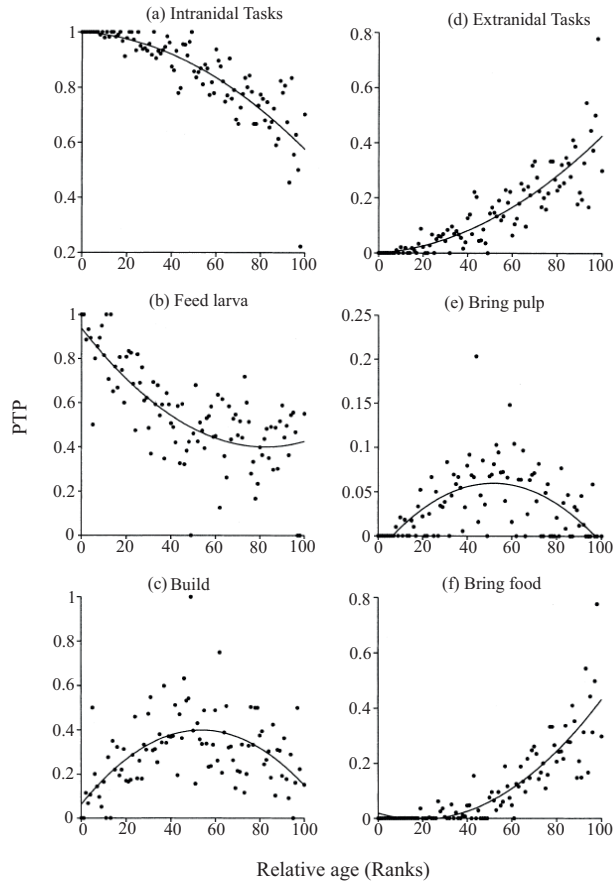 (a) Intranidal Tasks
1
0.8
0.6
0.4
0.2
0 20 40 60 80 100
(d) Extranidal Tasks
0.8
0.6
0.4
0.2
0
0 20 40 60 80 100
(b) Feed larva
1
0.8
0.6
0.4
0.2
0
0 20 40 60 80 100
(e) Bring pulp
0.25
0.2
0.15
0.1
0.05
0
0 20 40 60 80 100
PTP
(c) Build
1
0.8
0.6
0.4
0.2
0
0 20 40 60 80 100
(f) Bring food
0.8
0.6
0.4
0.2
0
0 20 40 60 80 100
Relative age (Ranks)